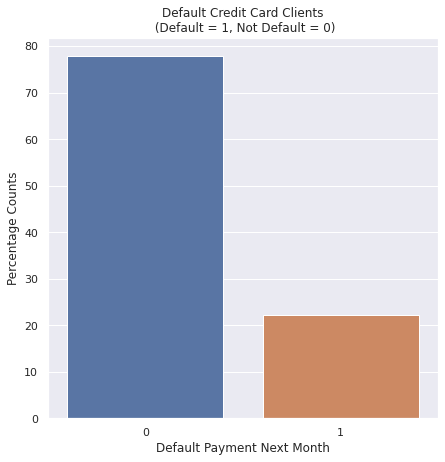 Default Credit Card Clients
(Default = 1, Not Default = 0)
80
70
60
50
40
30
20
10
0
Percentage Counts
0
1
Default Payment Next Month